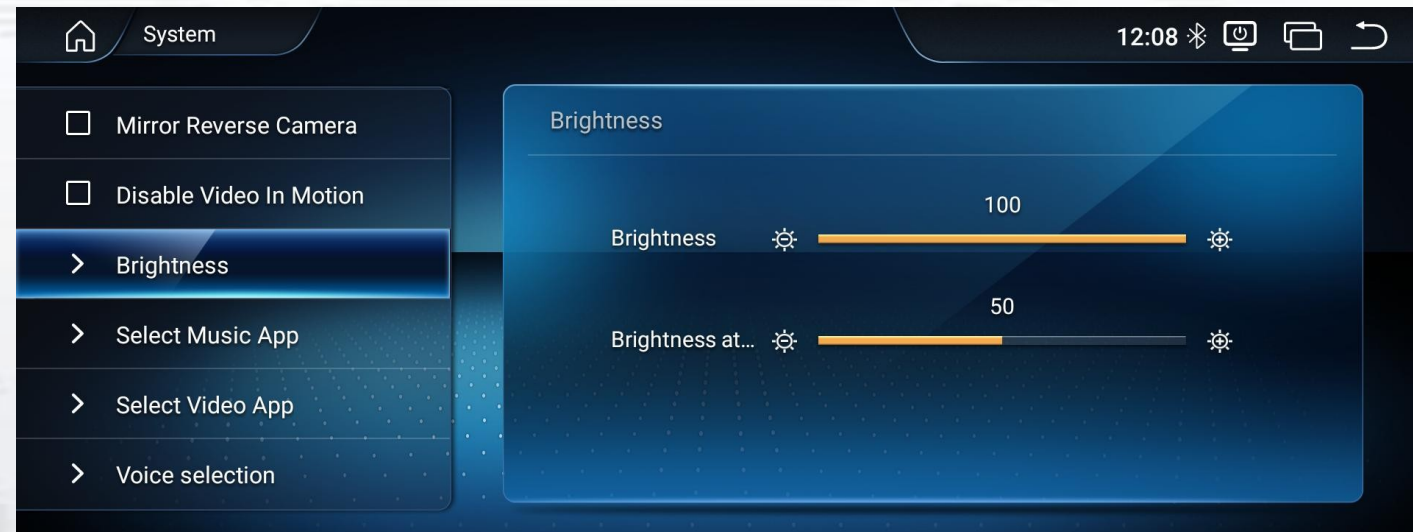 System
12:08
Mirror Reverse Camera
Disable Video In Motion
Brightness
Select Music App
Select Video App
Voice selection
Brightness
100
Brightness
50
Brightness at...